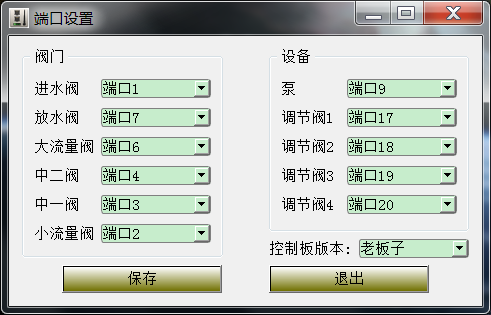 端口设置
阀门
进水阀 端口1
放水阀 端口7
大流量阀 端口6
中二阀 端口4
中一阀 端口3
小流量阀 端口2
设备
泵 端口9
调节阀1 端口17
调节阀2 端口18
调节阀3 端口19
调节阀4 端口20
控制板版本: 老板子
保存
退出